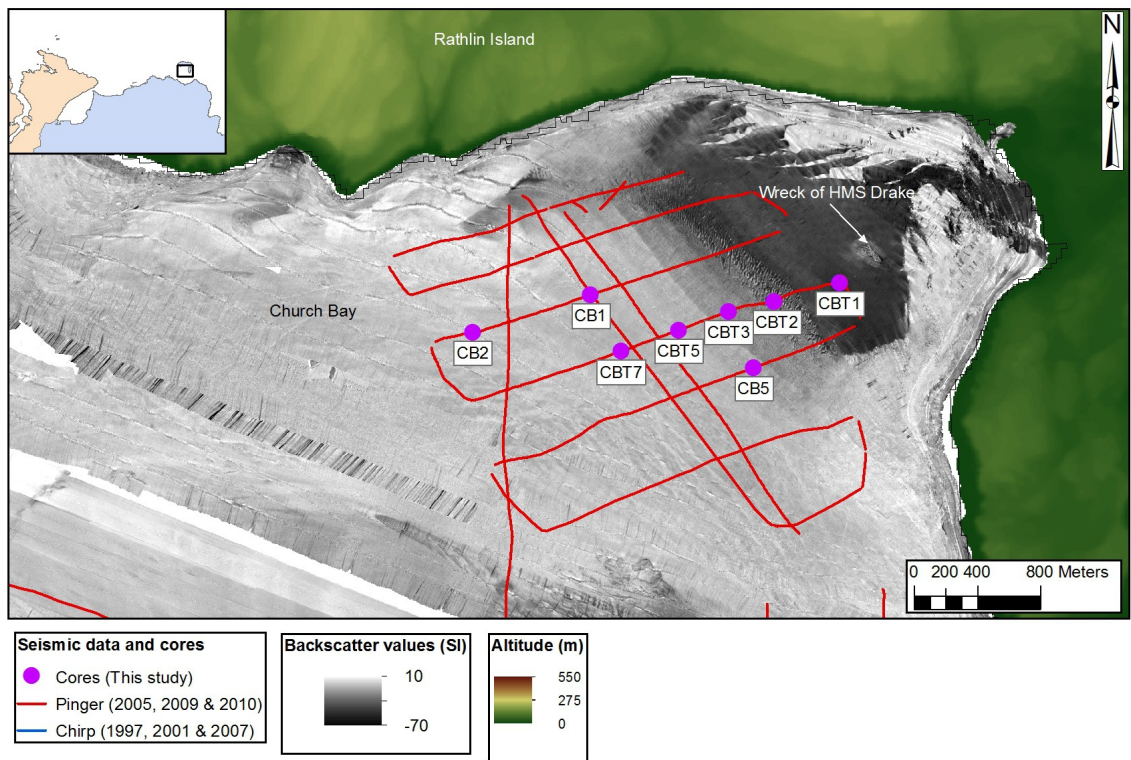 Rathlin Island
N
Wreck of HMS Drake
Church Bay
CBT1
CB1
CBT2
CBT3
CB2
CBT5
CBT7
CB5
0 200 400 800 Meters
Seismic data and cores
Cores (This study)
Pinger (2005, 2009 & 2010)
Chirp (1997, 2001 & 2007)
Backscatter values (SI)
10
-70
Altitude (m)
550
275
0